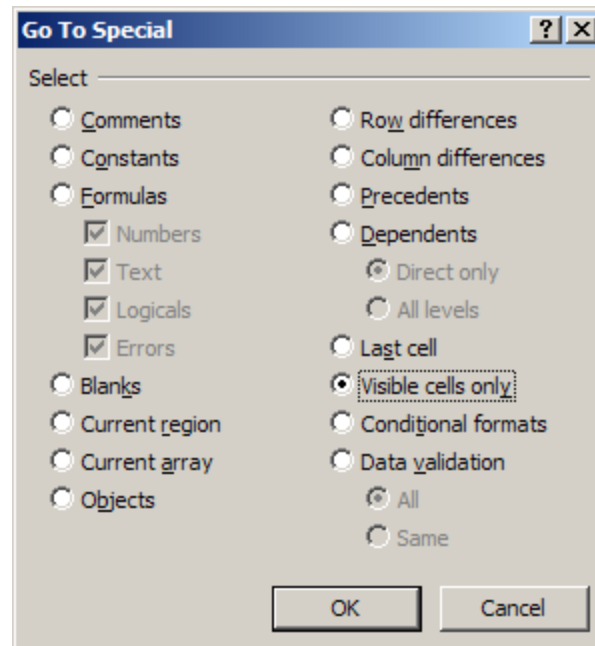 Go To Special
?
Select
Comments
Constants
Formulas
Numbers
Text
Logicals
Errors
Blanks
Current region
Current array
Objects
Row differences
Column differences
Precedents
Dependents
Direct only
All levels
Last cell
Visible cells only
Conditional formats
Data validation
All
Same
OK
Cancel